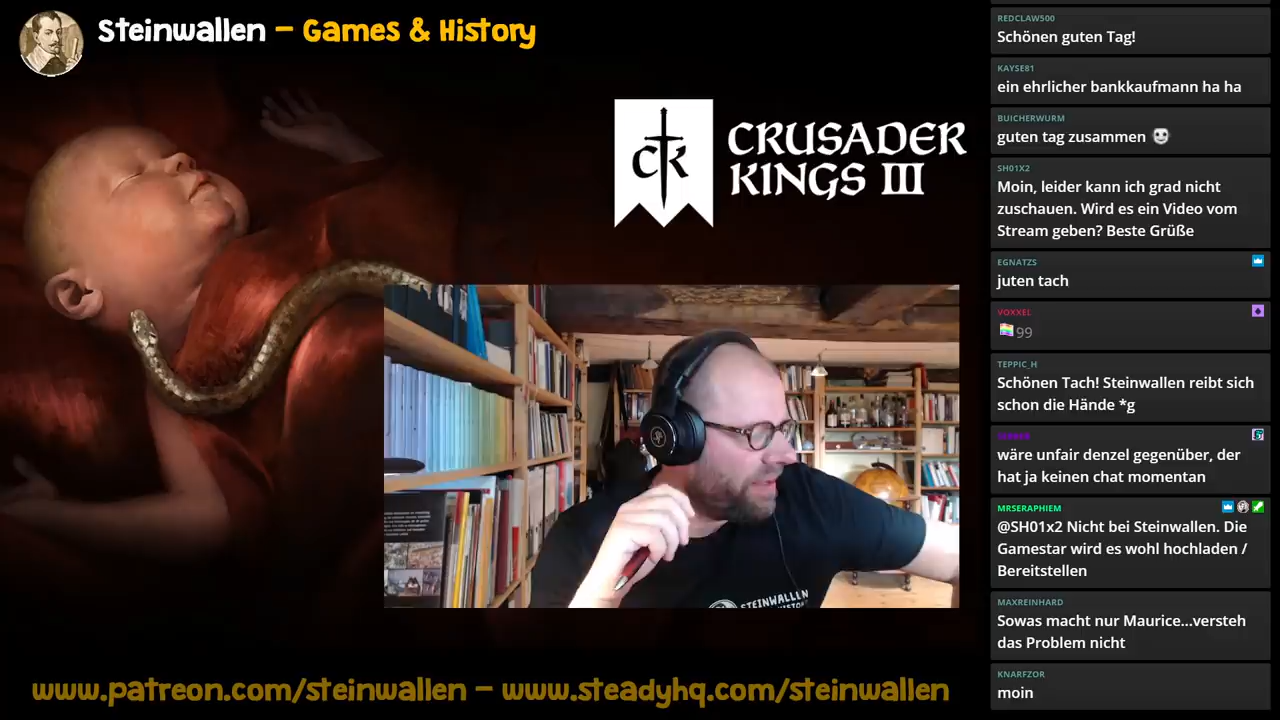 Steinwallen – Games & History
CRUSADER
KINGS III
CK
STEINWALLEN
www.patreon.com/steinwallen – www.steadyhq.com/steinwallen
REDCLAW500
Schönen guten Tag!
KAYSE81
ein ehrlicher bankkaufmann ha ha
BUICHERWURM
guten tag zusammen
SH01X2
Moin, leider kann ich grad nicht
zuschauen. Wird es ein Video vom
Stream geben? Beste Grüße
EGNATZS
juten tach
VOXXEL
99
TEPPIC_H
Schönen Tach! Steinwallen reibt sich
schon die Hände *g
wäre unfair denzel gegenüber, der
hat ja keinen chat momentan
MRSERAPHIEM
@SH01x2 Nicht bei Steinwallen. Die
Gamestar wird es wohl hochladen /
Bereitstellen
MAXREINHARD
Sowas macht nur Maurice...versteh
das Problem nicht
KNARFZOR
moin